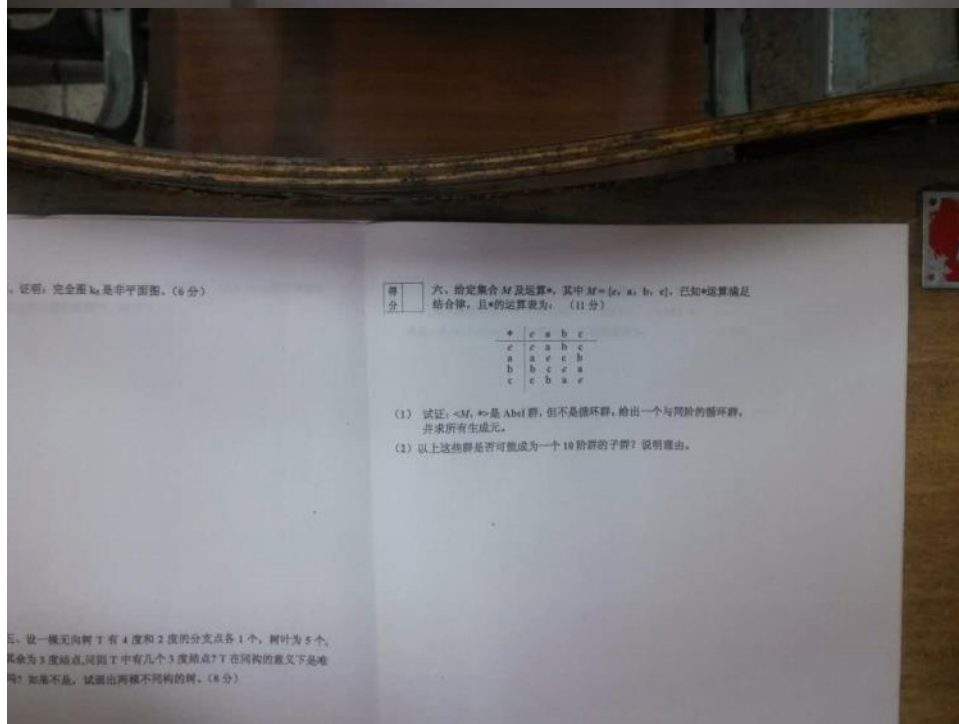 、证明:完全图 k₅ 是非平面图。(6 分)
五、设一棵无向树 T 有 4 度和 2 度的分支点各 1 个,树叶为 5 个,
其余为 3 度结点,问则 T 中有几个 3 度结点?T 在同构的意义下是唯
吗?如果不是,试画出两棵不同构的树。(8 分)
得
分
六、给定集合 M 及运算*,其中 M={e,a,b,c},已知*运算满足
结合律,且*的运算表为: (11 分)
* e a b c
e e a b c
a a e c b
b b c e a
c c b a e
(1) 试证:<M, *>是 Abel 群,但不是循环群。给出一个与同阶的循环群,
并求所有生成元。
(2)以上这些群是否可能成为一个 10 阶群的子群?说明理由。